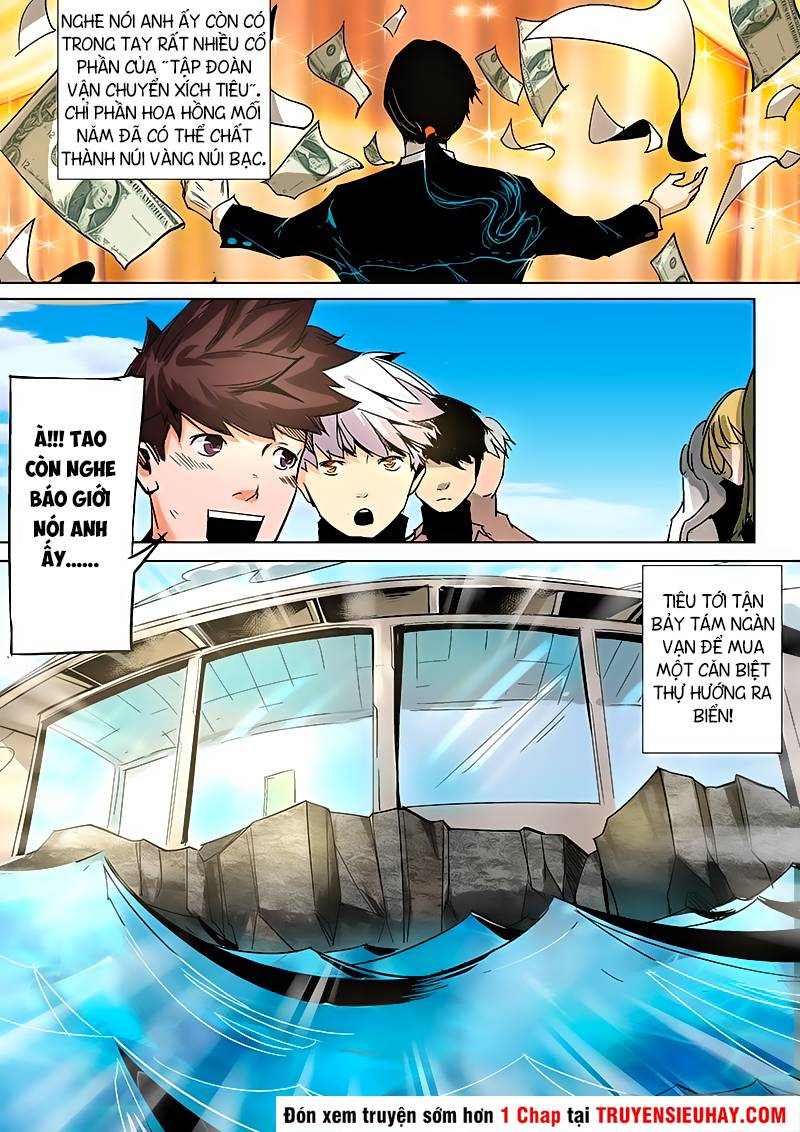 NGHE NÓI ANH ẤY CÒN CÓ
TRONG TAY RẤT NHIỀU CỔ
PHẦN CỦA "TẬP ĐOÀN
VẬN CHUYỂN XÍCH TIÊU".
CHỈ PHẦN HOA HỒNG MỖI
NĂM ĐÃ CÓ THỂ CHẤT
THÀNH NÚI VÀNG NÚI BẠC.
À!!! TAO
CÒN NGHE
BÁO GIỚI
NÓI ANH
ẤY......
TIÊU TỚI TẬN
BẢY TÁM NGÀN
VẠN ĐỂ MUA
MỘT CĂN BIỆT
THỰ HƯỚNG RA
BIỂN!
Đón xem truyện sớm hơn 1 Chap tại TRUYENSIEUHAY.COM